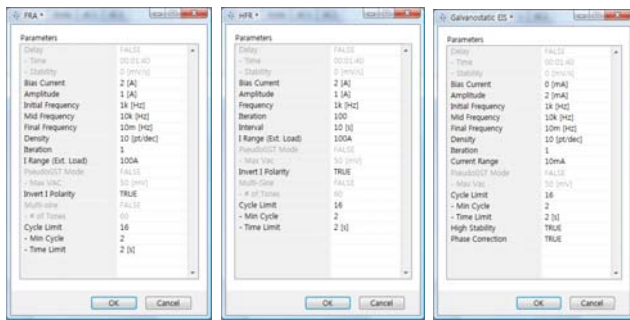 FRA *
Parameters
Delay FALSE
- Time 00:01:40
- Stability 0 [mV/s]
Bias Current 2 [A]
Amplitude 1 [A]
Initial Frequency 1k [Hz]
Mid Frequency 10k [Hz]
Final Frequency 10m [Hz]
Density 10 [pt/dec]
Iteration 1
I Range (Ext. Load) 100A
PseudoGST Mode FALSE
- Max VAC 50 [mV]
Invert I Polarity TRUE
Multi-sine FALSE
- # of Tones 60
Cycle Limit 16
- Min Cycle 2
- Time Limit 2 [s]
OK Cancel
HFR *
Parameters
Delay FALSE
- Time 00:01:40
- Stability 0 [mV/s]
Bias Current 2 [A]
Amplitude 1 [A]
Frequency 1k [Hz]
Iteration 100
Interval 10 [s]
I Range (Ext. Load) 100A
PseudoGST Mode FALSE
- Max Vac 50 [mV]
Invert I Polarity TRUE
Multi-Sine FALSE
- # of Tones 60
Cycle Limit 16
- Min Cycle 2
- Time Limit 2 [s]
OK Cancel
Galvanostatic EIS *
Parameters
Delay FALSE
- Time 00:01:40
- Stability 0 [mV/s]
Bias Current 0 [mA]
Amplitude 2 [mA]
Initial Frequency 1k [Hz]
Mid Frequency 10k [Hz]
Final Frequency 10m [Hz]
Density 10 [pt/dec]
Iteration 1
Current Range 10mA
PseudoGST Mode FALSE
- Max Vac 50 [mV]
Cycle Limit 16
- Min Cycle 2
- Time Limit 2 [s]
High Stability TRUE
Phase Correction TRUE
OK Cancel